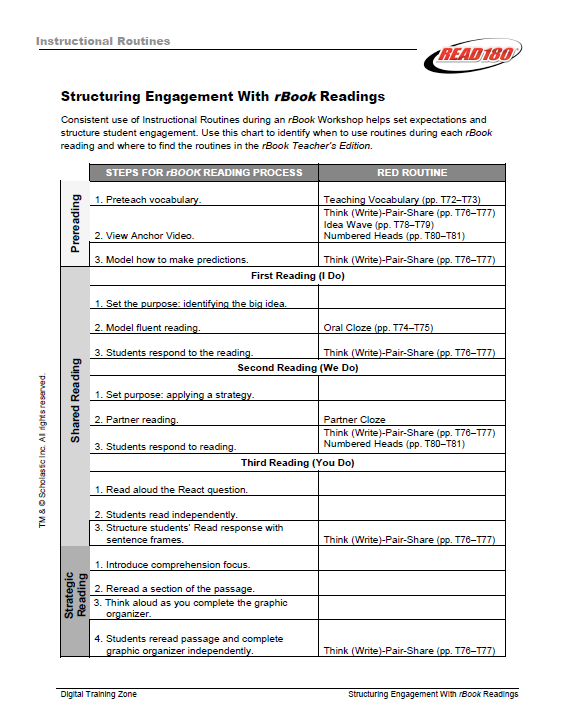 Instructional Routines
READ 180
Structuring Engagement With rBook Readings
Consistent use of Instructional Routines during an rBook Workshop helps set expectations and
structure student engagement. Use this chart to identify when to use routines during each rBook
reading and where to find the routines in the rBook Teacher's Edition.
STEPS FOR rBOOK READING PROCESS
RED ROUTINE
Prereading
1. Preteach vocabulary.
Teaching Vocabulary (pp. T72–T73)
2. View Anchor Video.
Think (Write)-Pair-Share (pp. T76–T77)
Idea Wave (pp. T78–T79)
Numbered Heads (pp. T80–T81)
3. Model how to make predictions.
Think (Write)-Pair-Share (pp. T76–T77)
Shared Reading
First Reading (I Do)
1. Set the purpose: identifying the big idea.
2. Model fluent reading.
Oral Cloze (pp. T74–T75)
3. Students respond to the reading.
Think (Write)-Pair-Share (pp. T76–T77)
Second Reading (We Do)
1. Set purpose: applying a strategy.
2. Partner reading.
Partner Cloze
3. Students respond to reading.
Think (Write)-Pair-Share (pp. T76–T77)
Numbered Heads (pp. T80–T81)
Third Reading (You Do)
1. Read aloud the React question.
2. Students read independently.
3. Structure students' Read response with
sentence frames.
Think (Write)-Pair-Share (pp. T76–T77)
Strategic
Reading
1. Introduce comprehension focus.
2. Reread a section of the passage.
3. Think aloud as you complete the graphic
organizer.
4. Students reread passage and complete
graphic organizer independently.
Think (Write)-Pair-Share (pp. T76–T77)
TM & © Scholastic Inc. All rights reserved.
Digital Training Zone
Structuring Engagement With rBook Readings